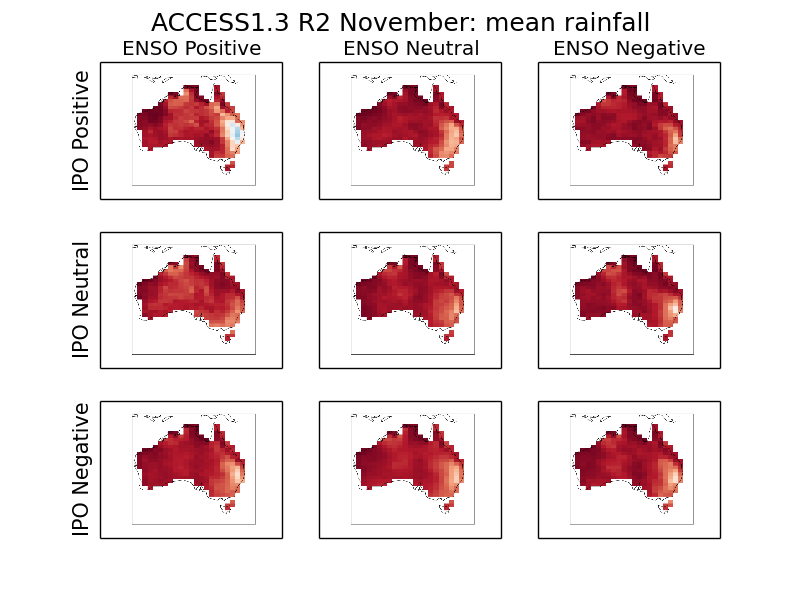 ACCESS1.3 R2 November: mean rainfall
ENSO Positive
ENSO Neutral
ENSO Negative
IPO Positive
IPO Neutral
IPO Negative